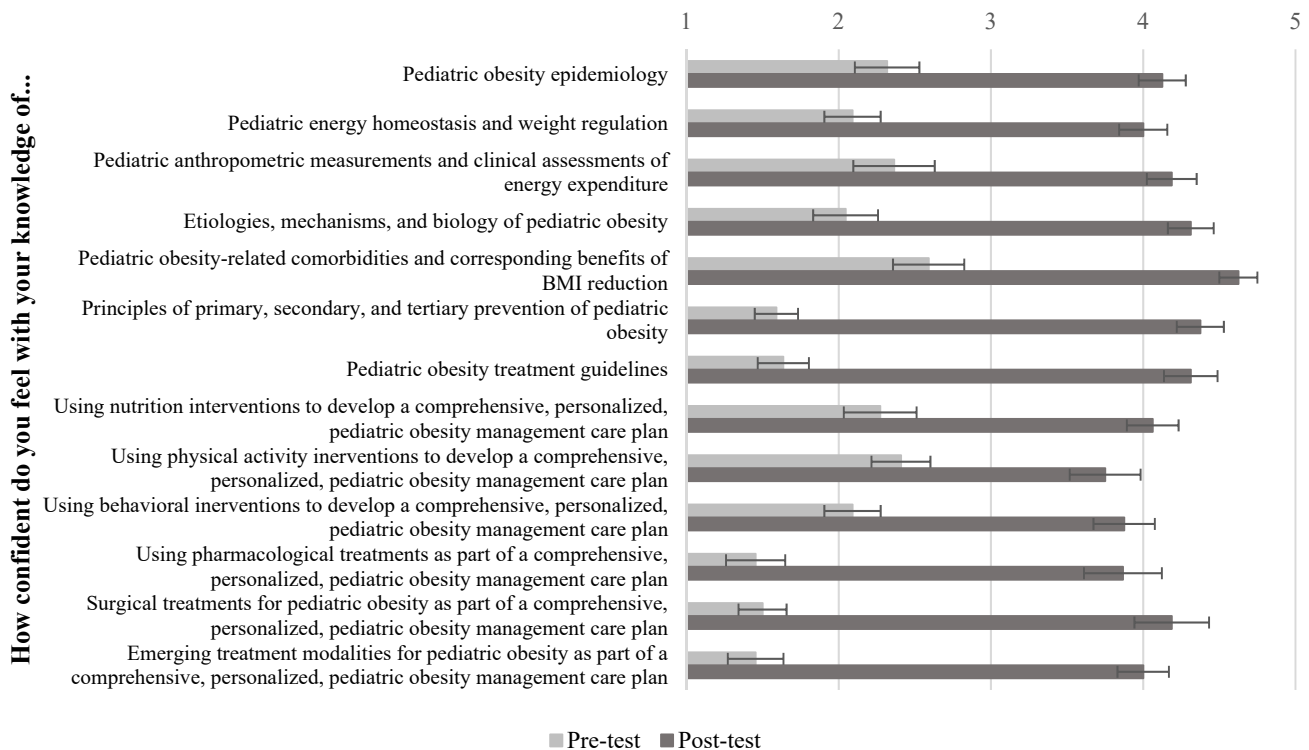 1 2 3 4 5
How confident do you feel with your knowledge of...
Pediatric obesity epidemiology
Pediatric energy homeostasis and weight regulation
Pediatric anthropometric measurements and clinical assessments of
energy expenditure
Etiologies, mechanisms, and biology of pediatric obesity
Pediatric obesity-related comorbidities and corresponding benefits of
BMI reduction
Principles of primary, secondary, and tertiary prevention of pediatric
obesity
Pediatric obesity treatment guidelines
Using nutrition interventions to develop a comprehensive, personalized,
pediatric obesity management care plan
Using physical activity inerventions to develop a comprehensive,
personalized, pediatric obesity management care plan
Using behavioral inerventions to develop a comprehensive, personalized,
pediatric obesity management care plan
Using pharmacological treatments as part of a comprehensive,
personalized, pediatric obesity management care plan
Surgical treatments for pediatric obesity as part of a comprehensive,
personalized, pediatric obesity management care plan
Emerging treatment modalities for pediatric obesity as part of a
comprehensive, personalized, pediatric obesity management care plan
Pre-test Post-test